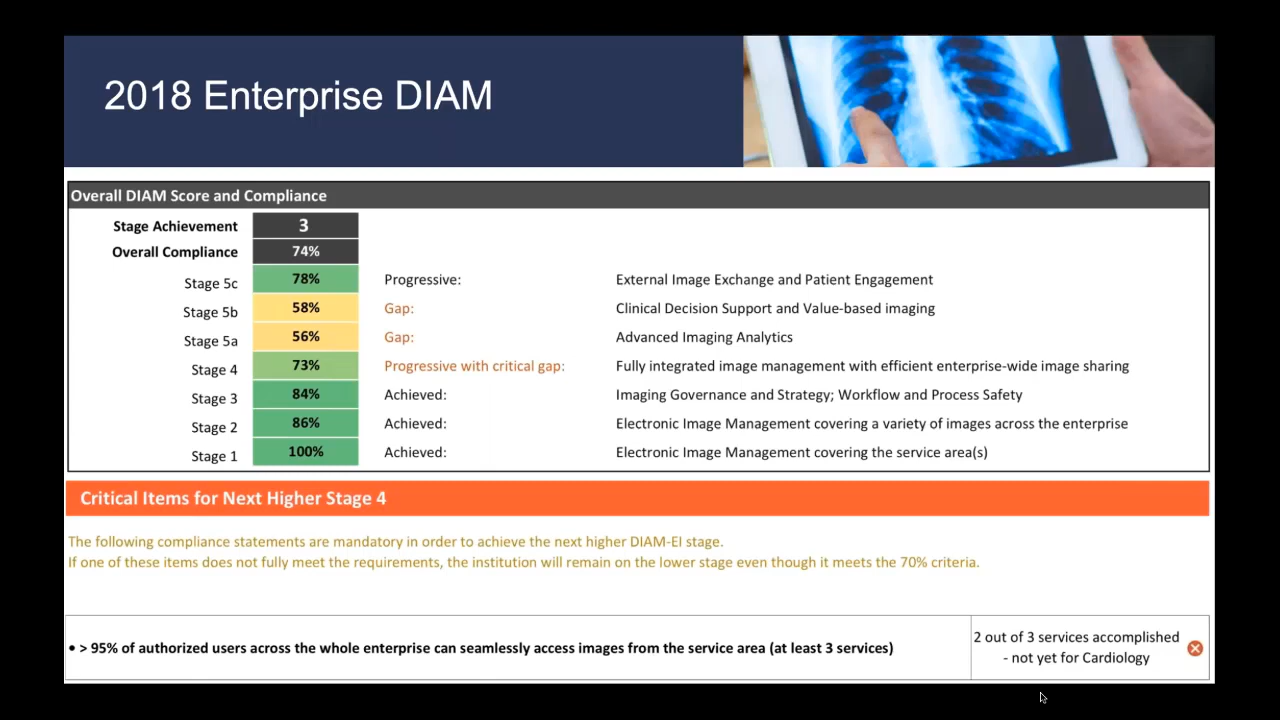 2018 Enterprise DIAM
Overall DIAM Score and Compliance
Stage Achievement 3
Overall Compliance 74%
Stage 5c 78% Progressive: External Image Exchange and Patient Engagement
Stage 5b 58% Gap: Clinical Decision Support and Value-based imaging
Stage 5a 56% Gap: Advanced Imaging Analytics
Stage 4 73% Progressive with critical gap: Fully integrated image management with efficient enterprise-wide image sharing
Stage 3 84% Achieved: Imaging Governance and Strategy; Workflow and Process Safety
Stage 2 86% Achieved: Electronic Image Management covering a variety of images across the enterprise
Stage 1 100% Achieved: Electronic Image Management covering the service area(s)
Critical Items for Next Higher Stage 4
The following compliance statements are mandatory in order to achieve the next higher DIAM-EI stage.
If one of these items does not fully meet the requirements, the institution will remain on the lower stage even though it meets the 70% criteria.
• > 95% of authorized users across the whole enterprise can seamlessly access images from the service area (at least 3 services)
2 out of 3 services accomplished
- not yet for Cardiology